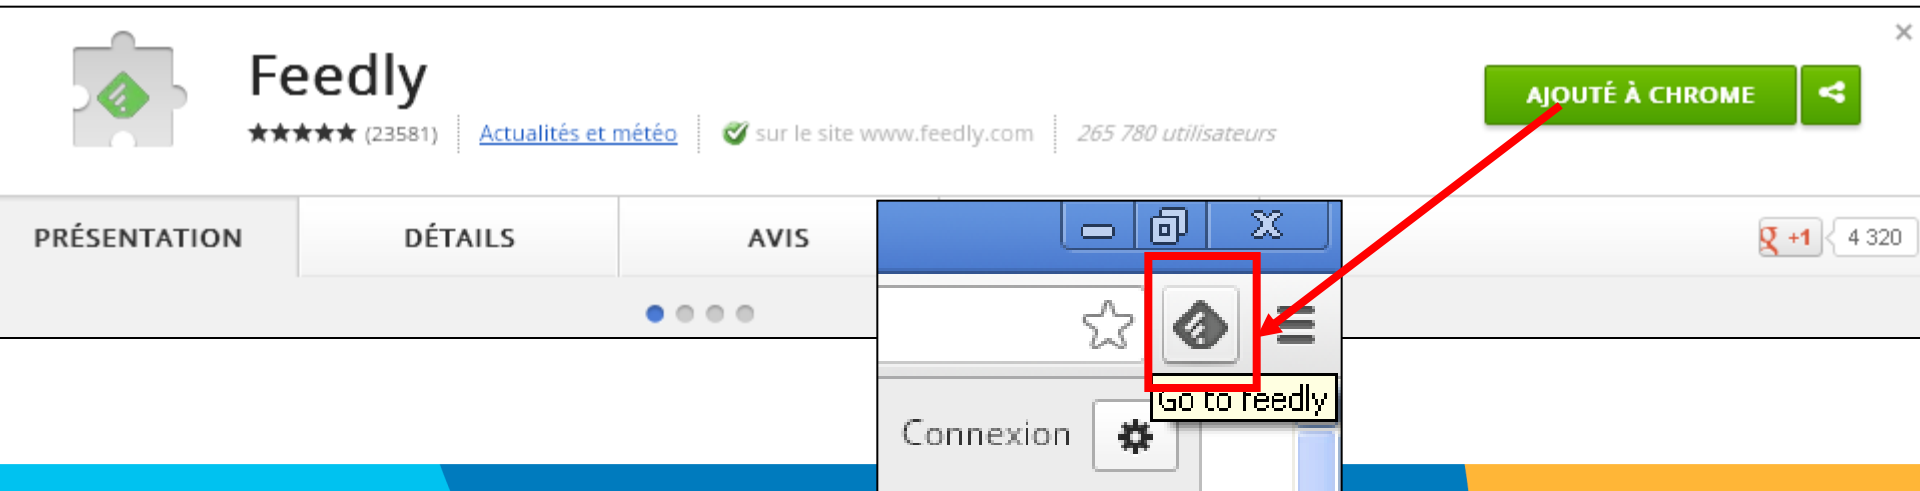 Feedly
AJOUTÉ À CHROME
(23581) Actualités et météo sur le site www.feedly.com 265 780 utilisateurs
PRÉSENTATION DÉTAILS AVIS
g +1 4 320
Go to feedly
Connexion